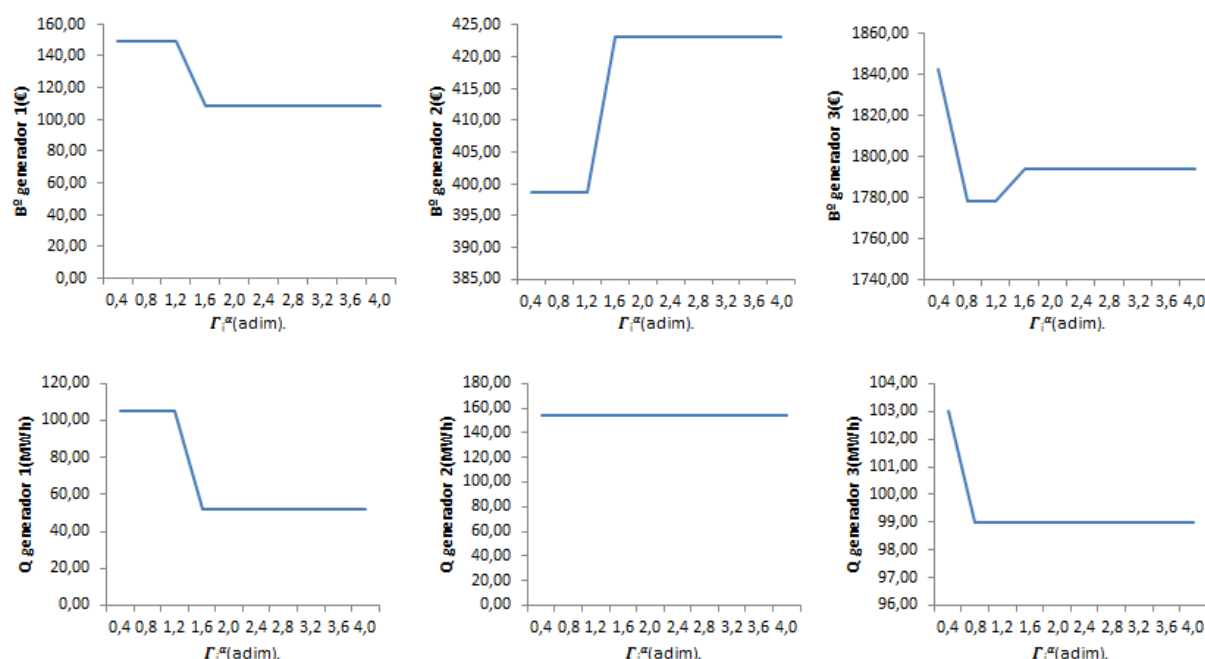 B⁰ generador 1(€)
160,00
140,00
120,00
100,00
80,00
60,00
40,00
20,00
0,00
0,4 0,8 1,2 1,6 2,0 2,4 2,8 3,2 3,6 4,0
Γᵢᵅ(adim).
Bº generador 2(€)
425,00
420,00
415,00
410,00
405,00
400,00
395,00
390,00
385,00
0,4 0,8 1,2 1,6 2,0 2,4 2,8 3,2 3,6 4,0
Γᵢᵅ(adim).
Bº generador 3(€)
1860,00
1840,00
1820,00
1800,00
1780,00
1760,00
1740,00
0,4 0,8 1,2 1,6 2,0 2,4 2,8 3,2 3,6 4,0
Γᵢᵅ(adim).
Q generador 1(MWh)
120,00
100,00
80,00
60,00
40,00
20,00
0,00
0,4 0,8 1,2 1,6 2,0 2,4 2,8 3,2 3,6 4,0
Γᵢᵅ(adim).
Q generador 2(MWh)
180,00
160,00
140,00
120,00
100,00
80,00
60,00
40,00
20,00
0,00
0,4 0,8 1,2 1,6 2,0 2,4 2,8 3,2 3,6 4,0
Γᵢᵅ(adim).
Q generador 3(MWh)
104,00
103,00
102,00
101,00
100,00
99,00
98,00
97,00
96,00
0,4 0,8 1,2 1,6 2,0 2,4 2,8 3,2 3,6 4,0
Γᵢᵅ(adim).